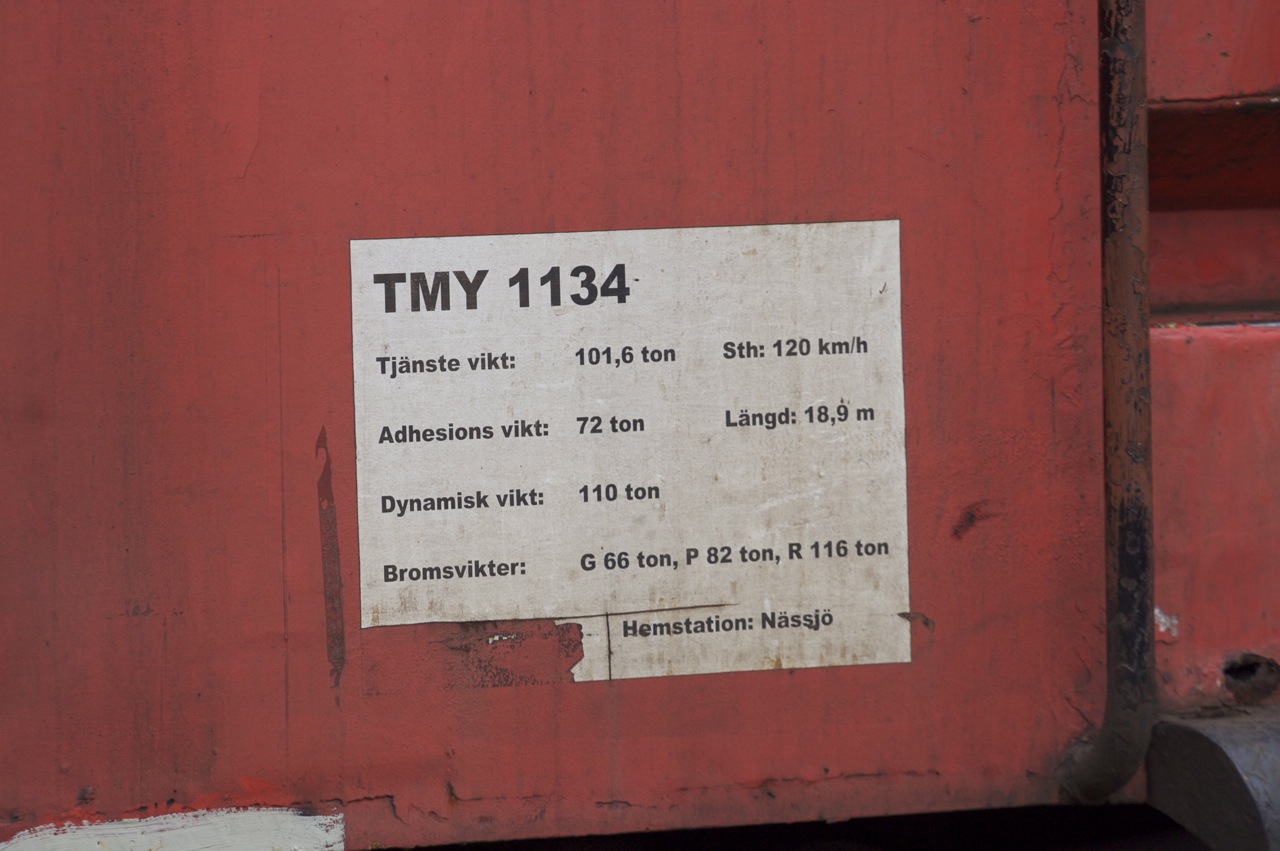 TMY 1134
Tjänste vikt: 101,6 ton Sth: 120 km/h
Adhesions vikt: 72 ton Längd: 18,9 m
Dynamisk vikt: 110 ton
Bromsvikter: G 66 ton, P 82 ton, R 116 ton
Hemstation: Nässjö